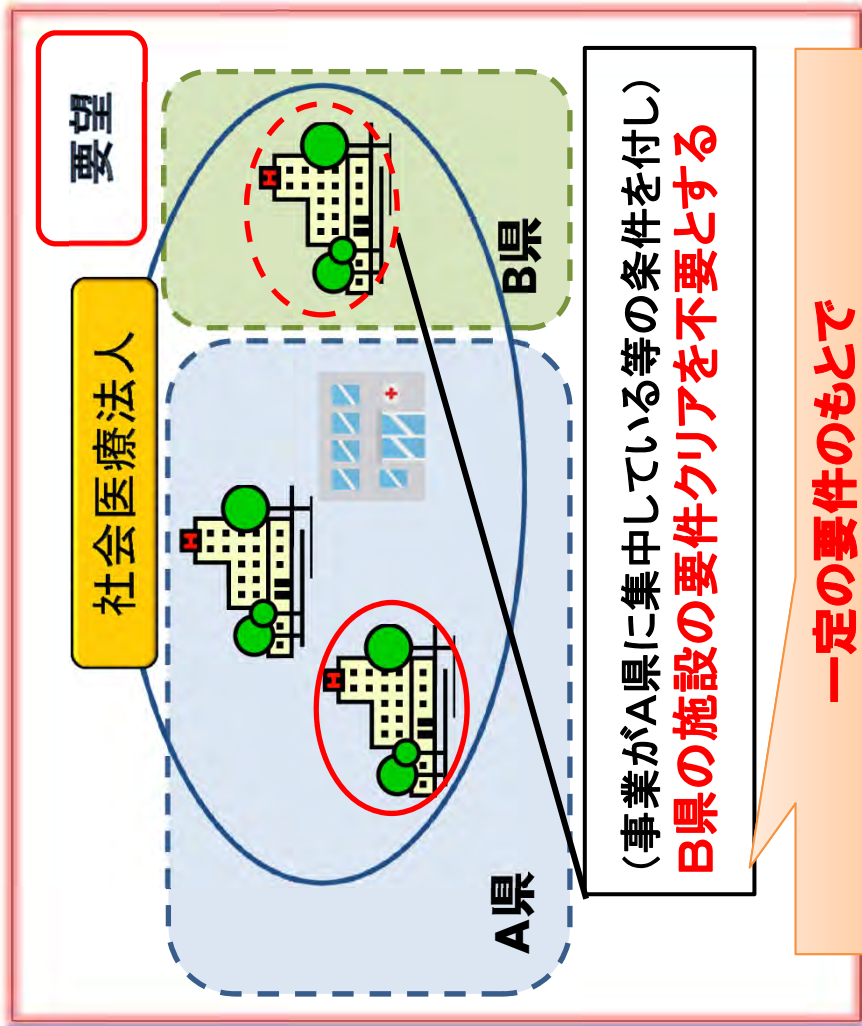 要望
社会医療法人
A県
B県
（事業がA県に集中している等の条件を付し）
B県の施設の要件クリアを不要とする
一定の要件のもとで